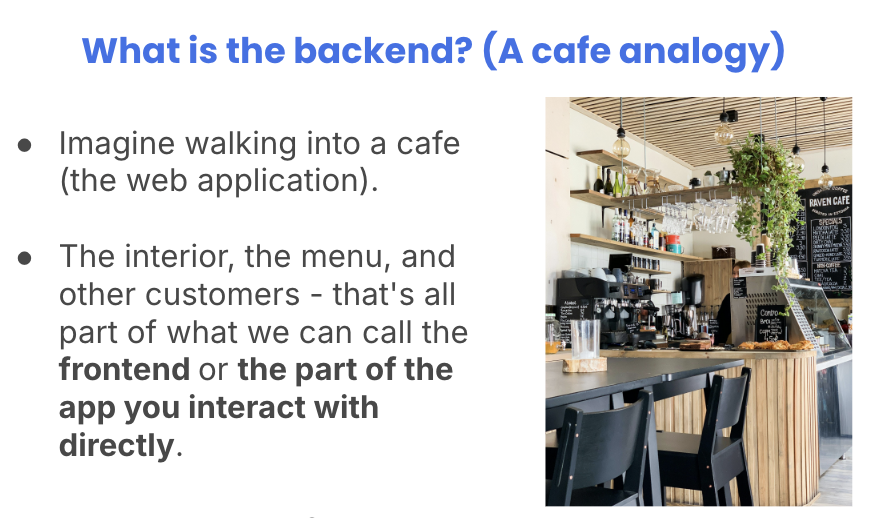 What is the backend? (A cafe analogy)
● Imagine walking into a cafe
(the web application).
● The interior, the menu, and
other customers - that's all
part of what we can call the
frontend or the part of the
app you interact with
directly.
RAVEN CAFE
SPECIALS
Combo